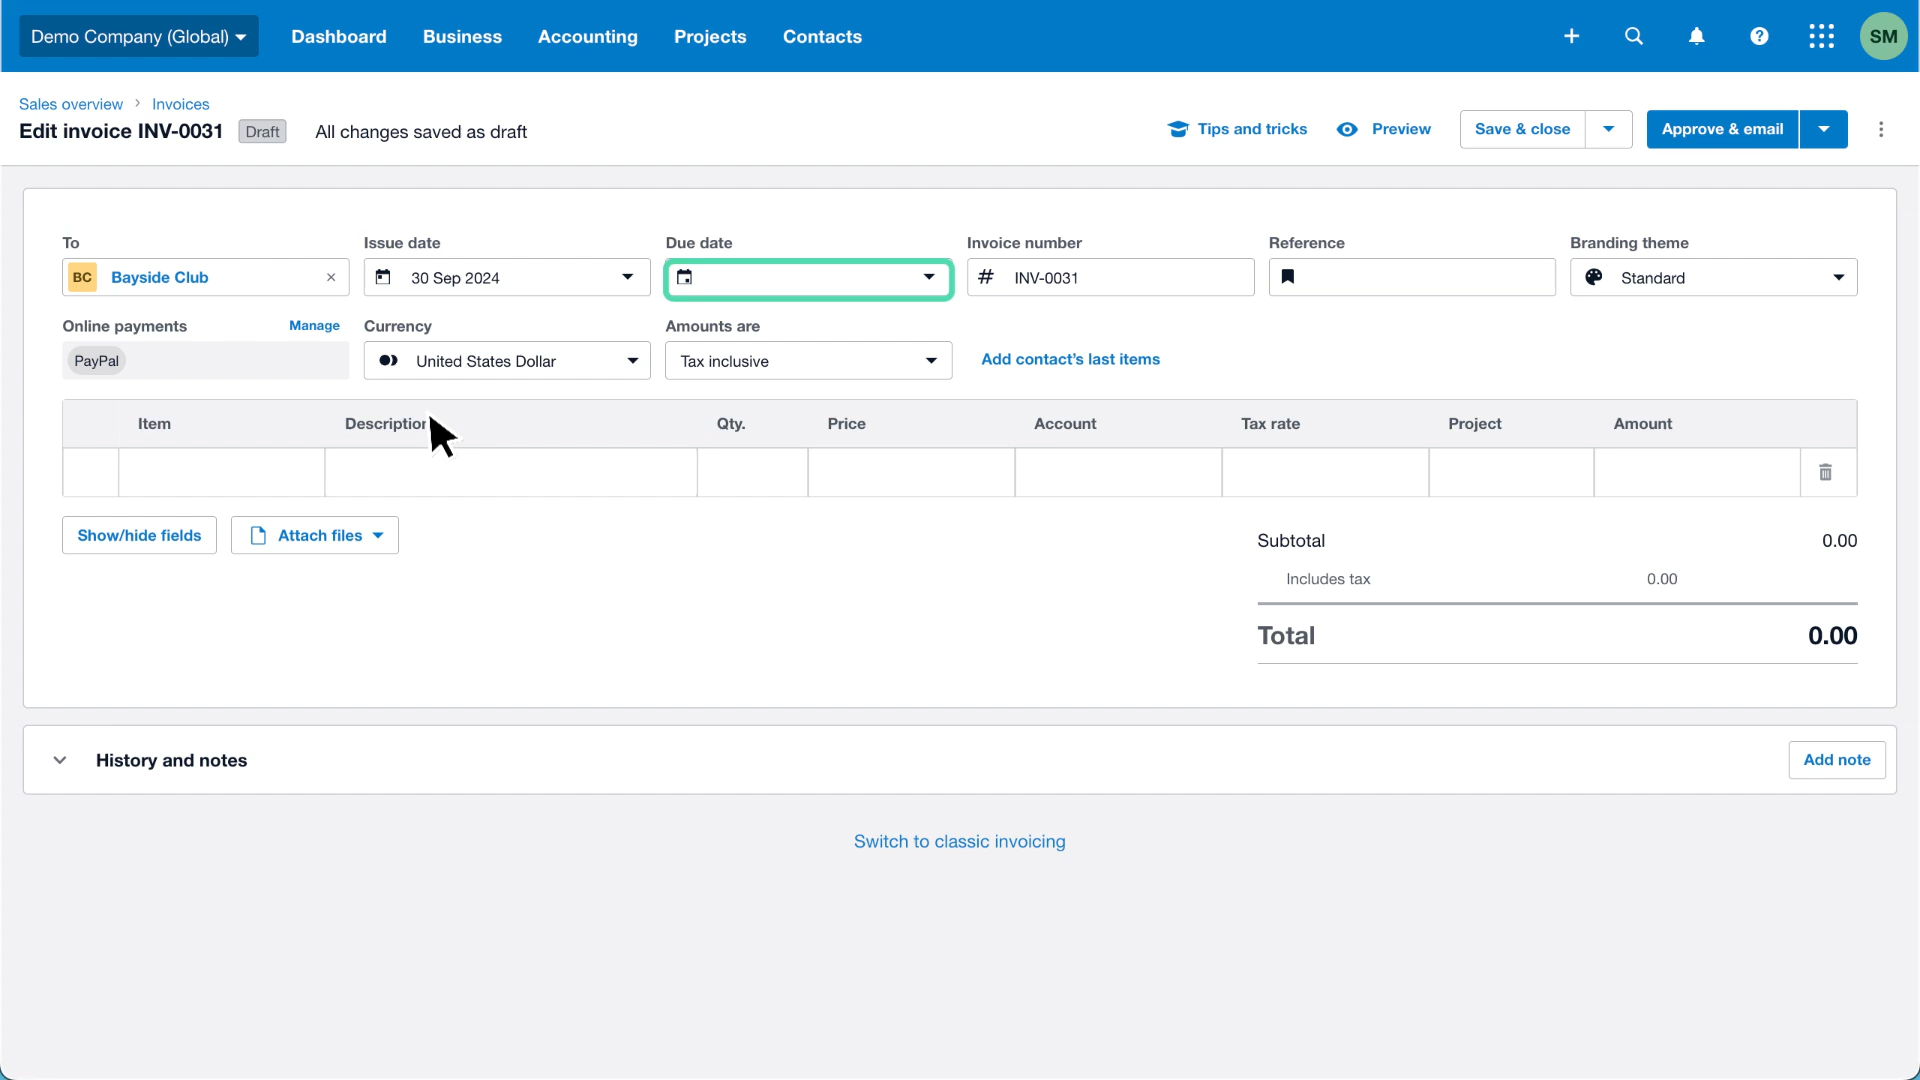 Demo Company (Global) Dashboard Business Accounting Projects Contacts SM
Sales overview Invoices
Edit invoice INV-0031 Draft All changes saved as draft Tips and tricks Preview Save & close Approve & email
To Issue date Due date Invoice number Reference Branding theme
BC Bayside Club 30 Sep 2024 # INV-0031 Standard
Online payments Manage Currency Amounts are
PayPal United States Dollar Tax inclusive Add contact's last items
Item Description Qty. Price Account Tax rate Project Amount
Show/hide fields Attach files
Subtotal 0.00
Includes tax 0.00
Total 0.00
History and notes Add note
Switch to classic invoicing